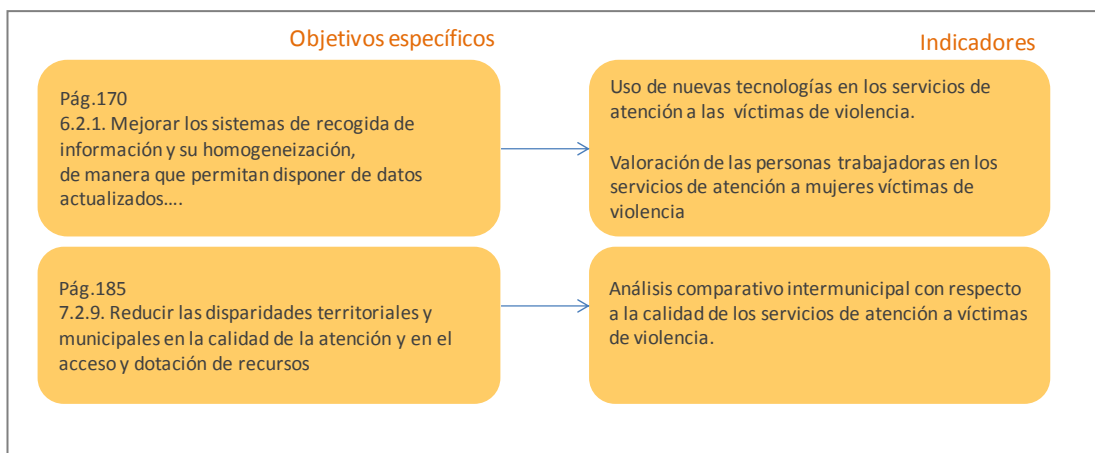 Objetivos específicos
Indicadores
Pág.170
6.2.1. Mejorar los sistemas de recogida de
información y su homogeneización,
de manera que permitan disponer de datos
actualizados....
Uso de nuevas tecnologías en los servicios de
atención a las víctimas de violencia.
Valoración de las personas trabajadoras en los
servicios de atención a mujeres víctimas de
violencia
Pág.185
7.2.9. Reducir las disparidades territoriales y
municipales en la calidad de la atención y en el
acceso y dotación de recursos
Análisis comparativo intermunicipal con respecto
a la calidad de los servicios de atención a víctimas
de violencia.